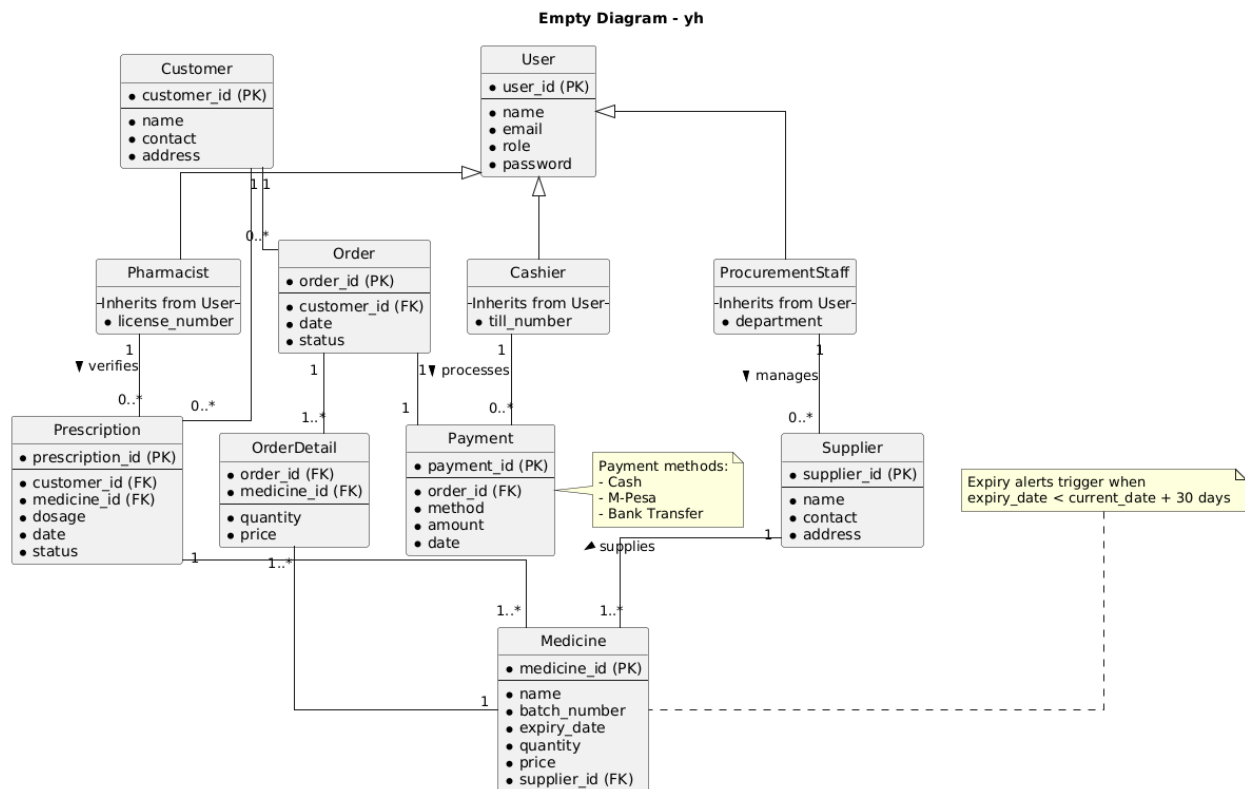 Empty Diagram - yh
Customer
customer_id (PK)
name
contact
address
User
user_id (PK)
name
email
role
password
1
1
0..*
Pharmacist
-Inherits from User-
license_number
Order
order_id (PK)
customer_id (FK)
date
status
Cashier
-Inherits from User-
till_number
ProcurementStaff
-Inherits from User-
department
1
verifies
0..*
0..*
1
1..*
1
1
processes
1
0..*
1
manages
0..*
Prescription
prescription_id (PK)
customer_id (FK)
medicine_id (FK)
dosage
date
status
OrderDetail
order_id (FK)
medicine_id (FK)
quantity
price
Payment
payment_id (PK)
order_id (FK)
method
amount
date
Payment methods:
- Cash
- M-Pesa
- Bank Transfer
Supplier
supplier_id (PK)
name
contact
address
Expiry alerts trigger when
expiry_date < current_date + 30 days
1
1..*
supplies
1
1..*
1..*
1
Medicine
medicine_id (PK)
name
batch_number
expiry_date
quantity
price
supplier_id (FK)